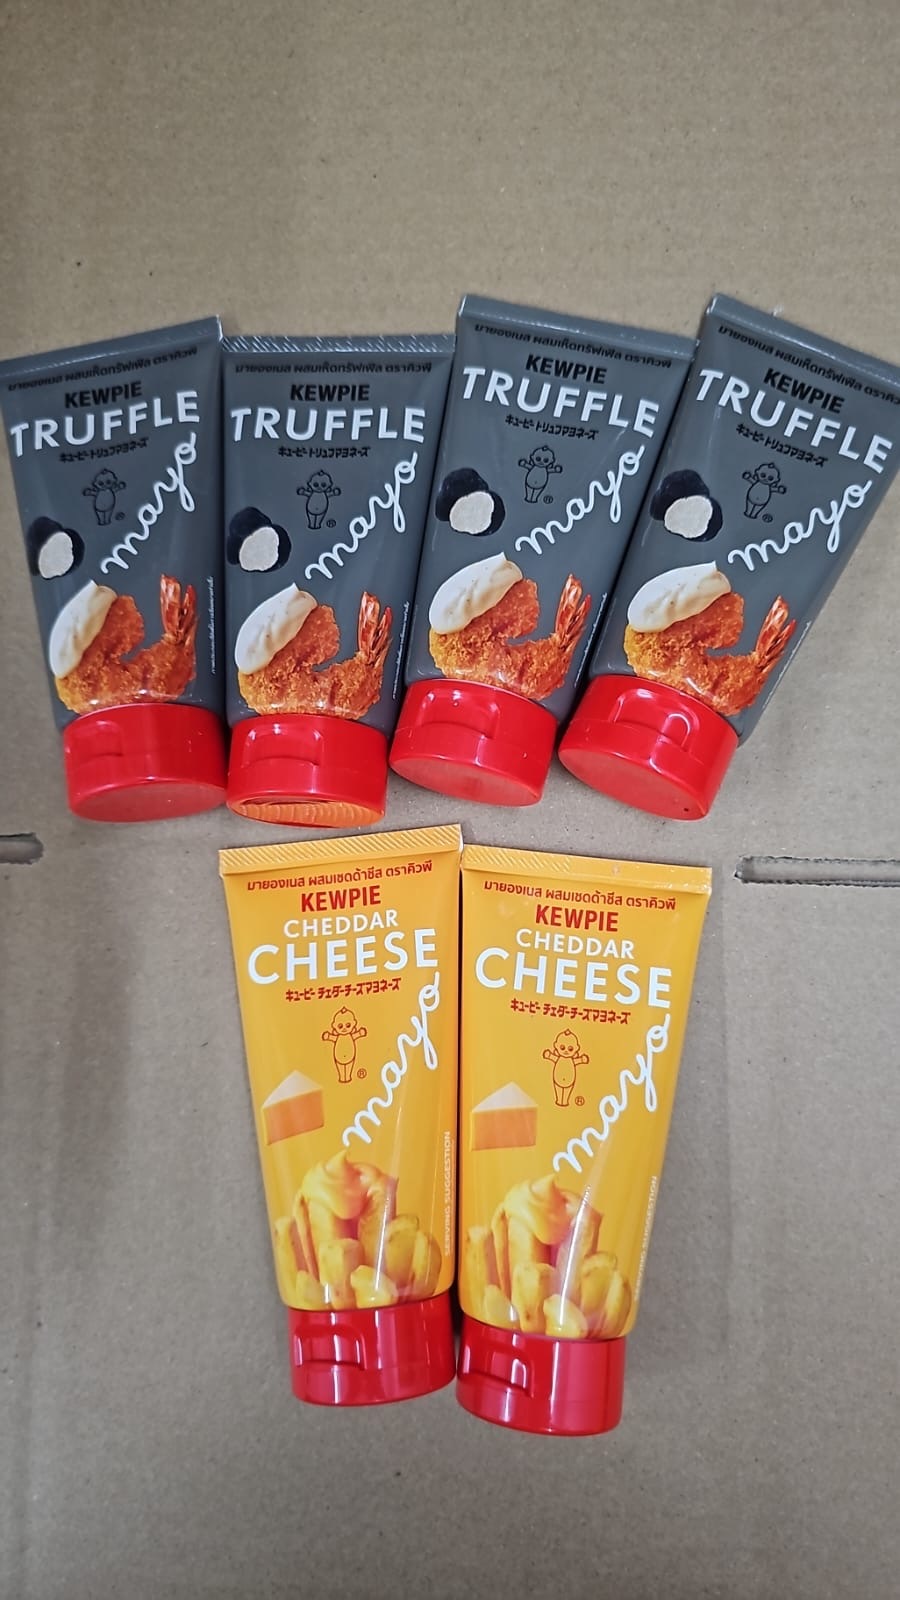 มายองเนส ผสมเห็ดทรัฟเฟิล ตราคิวพี
KEWPIE
TRUFFLE
キユーピー トリュフマヨネーズ
®
mayo
มายองเนส ผสมเห็ดทรัฟเฟิล ตราคิวพี
KEWPIE
TRUFFLE
キユーピー トリュフマヨネーズ
®
mayo
มายองเนส ผสมเห็ดทรัฟเฟิล ตราคิวพี
KEWPIE
TRUFFLE
キユーピー トリュフマヨネーズ
®
mayo
มายองเนส ผสมเห็ดทรัฟเฟิล ตราคิวพี
KEWPIE
TRUFFLE
キユーピー トリュフマヨネーズ
®
mayo
มายองเนส ผสมเชดด้าชีส ตราคิวพี
KEWPIE
CHEDDAR
CHEESE
キユーピー チェダーチーズマヨネーズ
®
mayo
SERVING SUGGESTION
มายองเนส ผสมเชดด้าชีส ตราคิวพี
KEWPIE
CHEDDAR
CHEESE
キユーピー チェダーチーズマヨネーズ
®
mayo
SERVING SUGGESTION